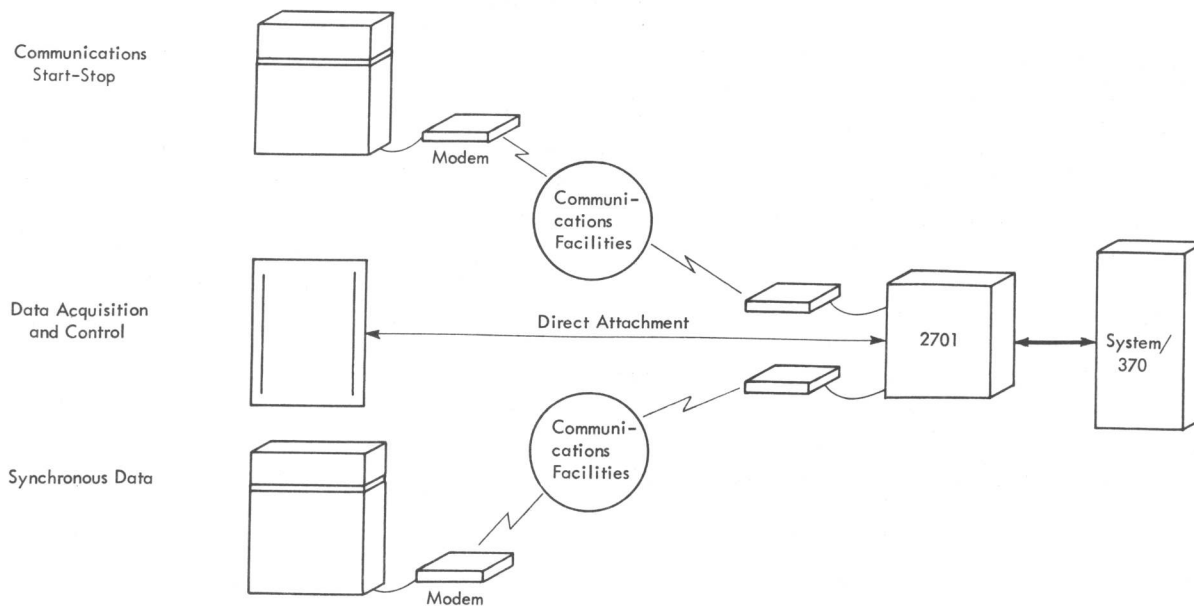 Communications
Start-Stop
Modem
Communi-
cations
Facilities
Data Acquisition
and Control
Direct Attachment
2701
System/
370
Communi-
cations
Facilities
Synchronous Data
Modem